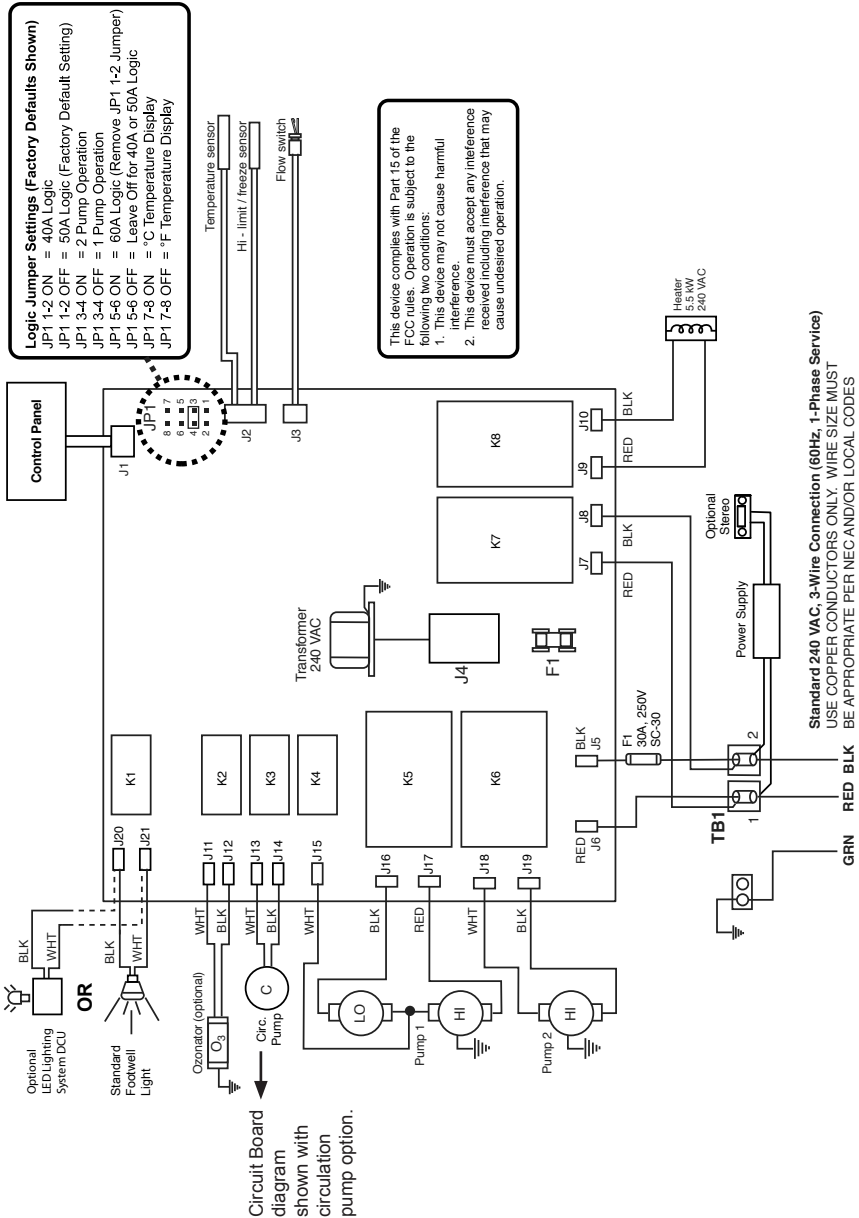 Logic Jumper Settings (Factory Defaults Shown)
JP1 1-2 ON = 40A Logic
JP1 1-2 OFF = 50A Logic (Factory Default Setting)
JP1 3-4 ON = 2 Pump Operation
JP1 3-4 OFF = 1 Pump Operation
JP1 5-6 ON = 60A Logic (Remove JP1 1-2 Jumper)
JP1 5-6 OFF = Leave Off for 40A or 50A Logic
JP1 7-8 ON = °C Temperature Display
JP1 7-8 OFF = °F Temperature Display
Control Panel
J1
JP1
8 7
6 5
4 3
2 1
J2
J3
Temperature sensor
Hi - limit / freeze sensor
Flow switch
This device complies with Part 15 of the
FCC rules. Operation is subject to the
following two conditions:
1. This device may not cause harmful
interference.
2. This device must accept any interference
received including interference that may
cause undesired operation.
BLK
WHT
Optional
LED Lighting
System DCU
OR
BLK
WHT
Standard
Footwell
Light
J20
J21
K1
Ozonator (optional)
O3
WHT
BLK
J11
J12
K2
C
Circ.
Pump
WHT
BLK
J13
J14
K3
Circuit Board
diagram
shown with
circulation
pump option.
WHT
J15
K4
Transformer
240 VAC
J4
F1
LO
HI
Pump 1
BLK
RED
J16
J17
K5
HI
Pump 2
WHT
BLK
J18
J19
K6
K7
K8
RED
J6
BLK
J5
J7
RED
J8
BLK
J9
RED
J10
BLK
Heater
5.5 kW
240 VAC
F1
30A, 250V
SC-30
TB1
1
2
Power Supply
Optional
Stereo
GRN
RED
BLK
Standard 240 VAC, 3-Wire Connection (60Hz, 1-Phase Service)
USE COPPER CONDUCTORS ONLY. WIRE SIZE MUST
BE APPROPRIATE PER NEC AND/OR LOCAL CODES